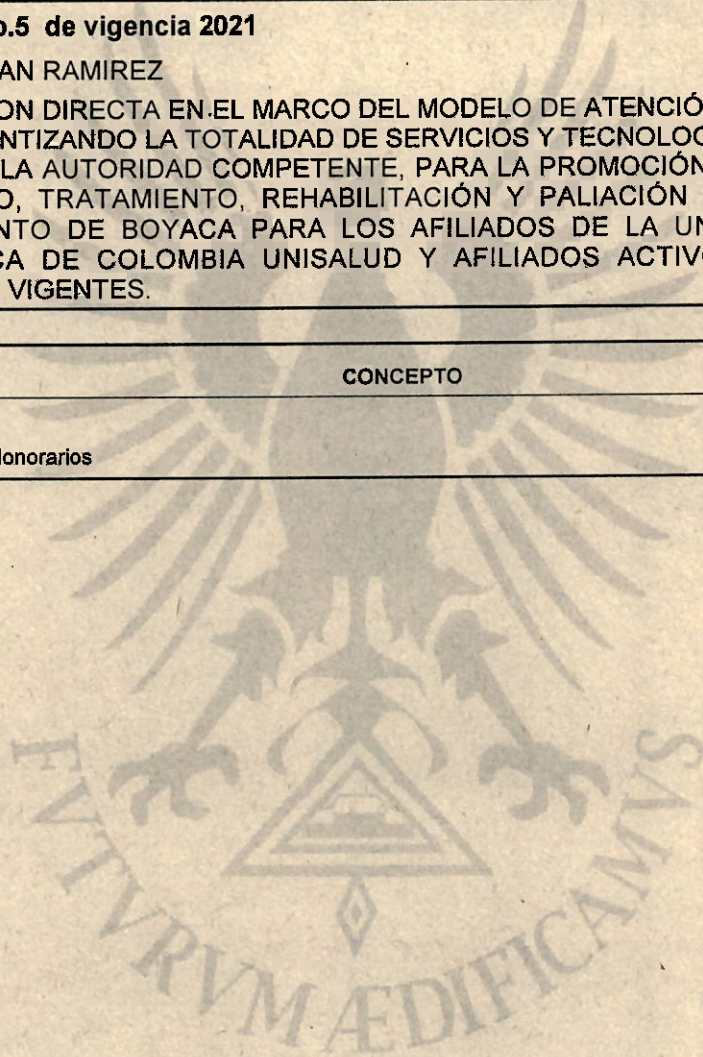 o.5 de vigencia 2021
AN RAMIREZ
ON DIRECTA EN EL MARCO DEL MODELO DE ATENCIÓ
NTIZANDO LA TOTALIDAD DE SERVICIOS Y TECNOLOG
LA AUTORIDAD COMPETENTE, PARA LA PROMOCIÓN
O, TRATAMIENTO, REHABILITACIÓN Y PALIACIÓN
NTO DE BOYACA PARA LOS AFILIADOS DE LA UN
CA DE COLOMBIA UNISALUD Y AFILIADOS ACTIV
VIGENTES.
CONCEPTO
Honorarios
FVTVRVM ÆDIFICAMVS